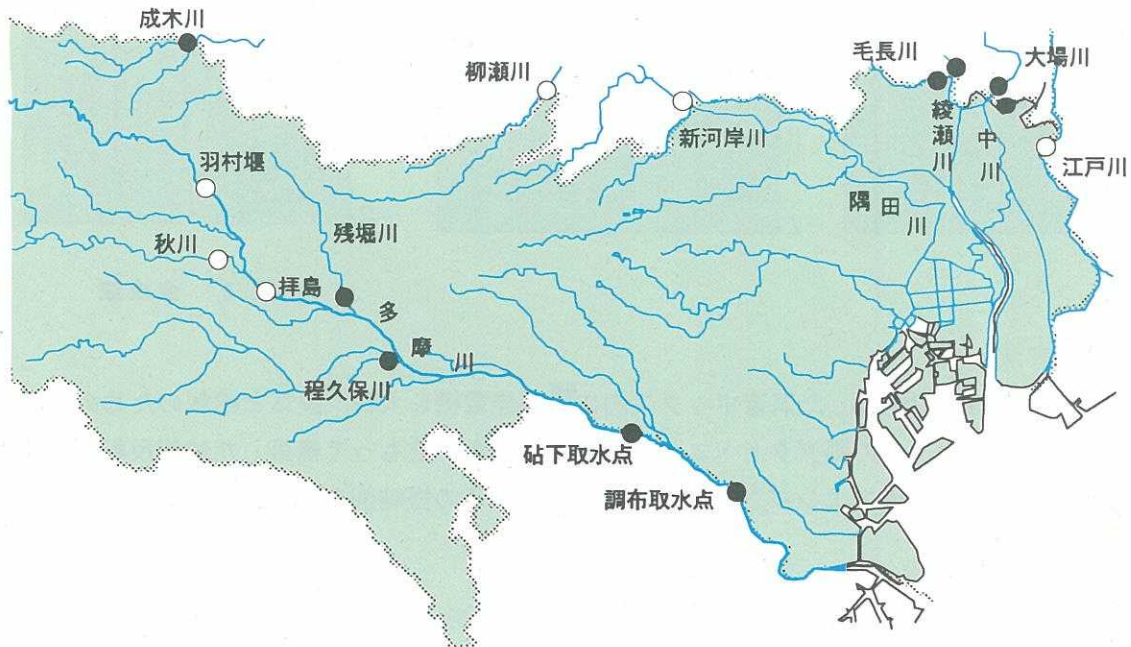 成木川
柳瀬川
毛長川
大場川
綾瀬川
中川
新河岸川
江戸川
羽村堰
隅田川
残堀川
秋川
拝島
多摩川
程久保川
砧下取水点
調布取水点